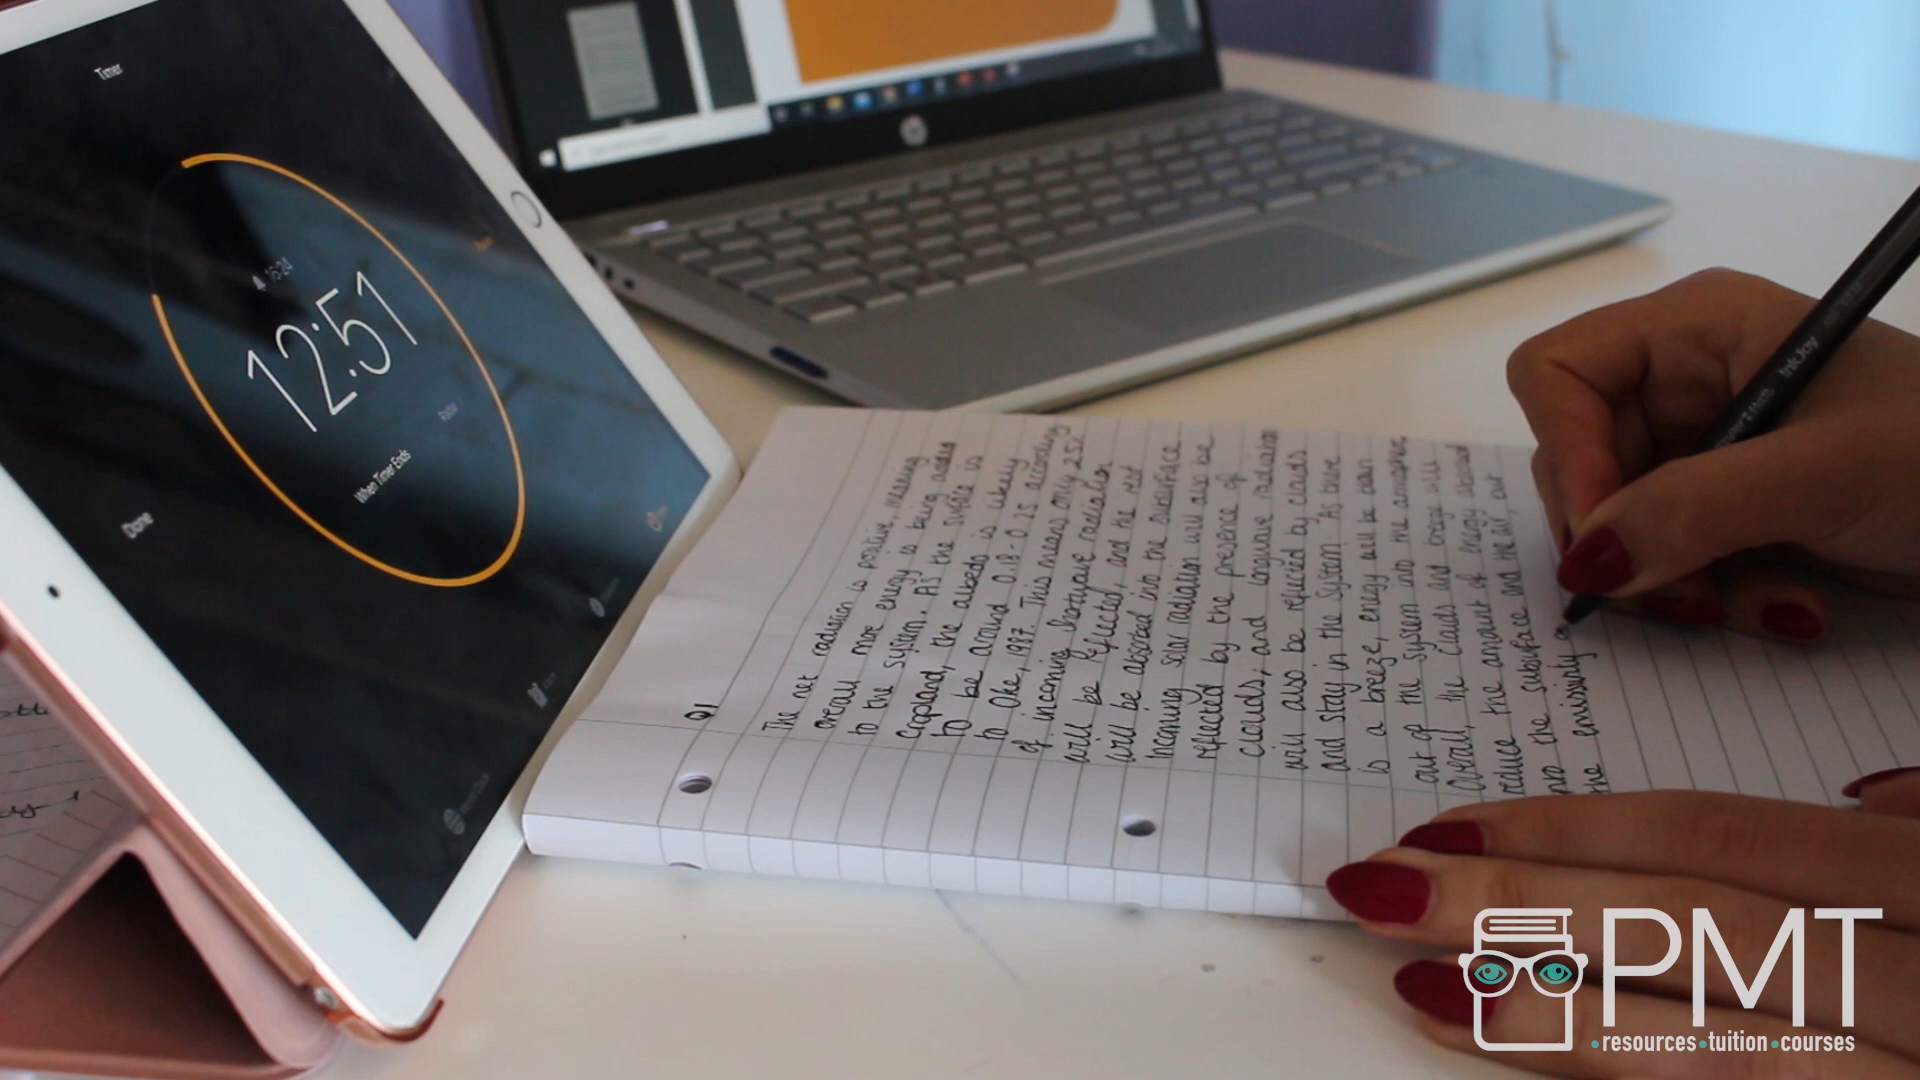 Timer
16:24
12:51
When Timer Ends
Radar
Done
Q1
The net radiation is positive, meaning
overall more energy is being added
to the system. As the surface is
Cropland, the albedo is likely
to be around 0.18-0.25 according
to Oke, 1987. This means only 25%
of incoming shortwave radiation
will be reflected, and the rest
will be absorbed into the subsurface.
Incoming solar radiation will also be
reflected by the presence of
clouds, and longwave radiation
will also be reflected by clouds
and stay in the system. As there
is a breeze, energy will be
out of the system into the atmosphere
overall, the clouds and breeze will
reduce the amount of energy absorbed
into the subsurface and the air, but
the emissivity
hp
InkJoy
PMT
resources•tuition•courses